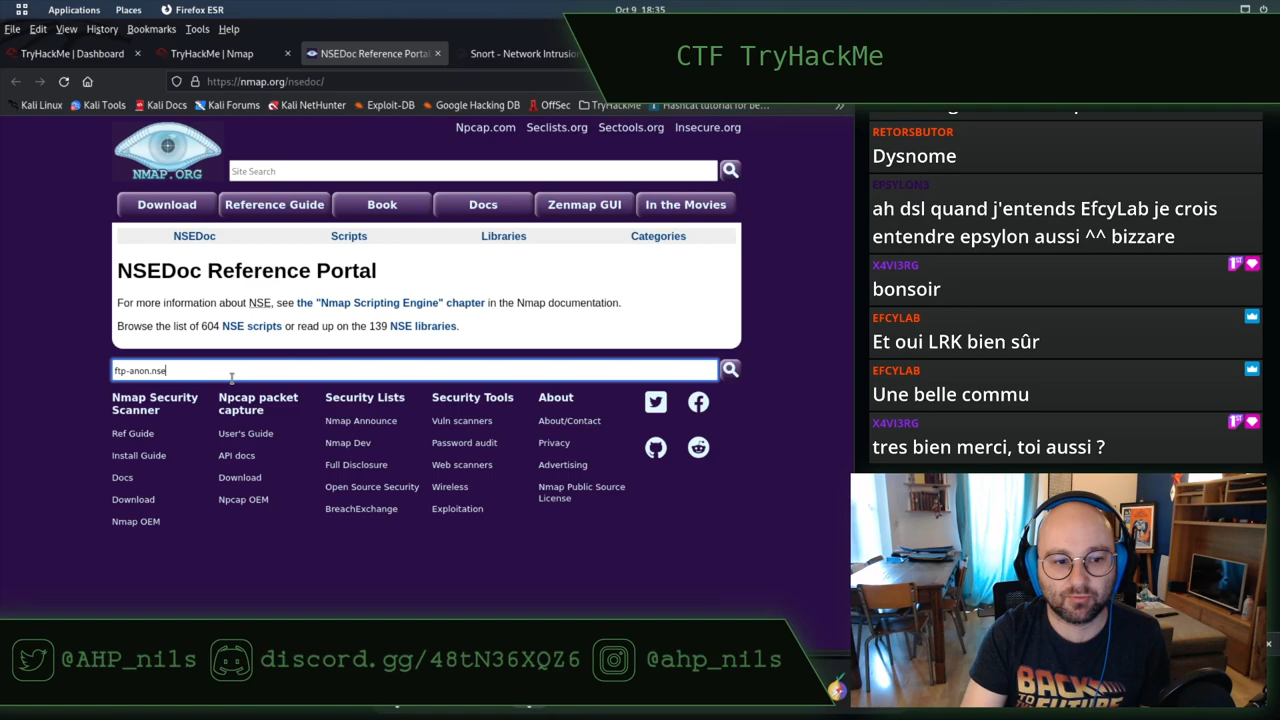 Applications Places Firefox ESR Oct 9 18:35
File Edit View History Bookmarks Tools Help
TryHackMe | Dashboard TryHackMe | Nmap NSEDoc Reference Portal Snort - Network Intrusion
https://nmap.org/nsedoc/
Kali Linux Kali Tools Kali Docs Kali Forums Kali NetHunter Exploit-DB Google Hacking DB OffSec TryHackMe Hashcat tutorial for be…
CTF TryHackMe
Npcap.com Seclists.org Sectools.org Insecure.org
NMAP.ORG
Site Search
Download Reference Guide Book Docs Zenmap GUI In the Movies
NSEDoc Scripts Libraries Categories
NSEDoc Reference Portal
For more information about NSE, see the "Nmap Scripting Engine" chapter in the Nmap documentation.
Browse the list of 604 NSE scripts or read up on the 139 NSE libraries.
ftp-anon.nse
Nmap Security
Scanner
Ref Guide
Install Guide
Docs
Download
Nmap OEM
Npcap packet
capture
User's Guide
API docs
Download
Npcap OEM
Security Lists
Nmap Announce
Nmap Dev
Full Disclosure
Open Source Security
BreachExchange
Security Tools
Vuln scanners
Password audit
Web scanners
Wireless
Exploitation
About
About/Contact
Privacy
Advertising
Nmap Public Source
License
RETORSBUTOR
Dysnome
EPSYLON3
ah dsl quand j'entends EfcyLab je crois
entendre epsylon aussi ^^ bizzare
X4VI3RG
bonsoir
EFCYLAB
Et oui LRK bien sûr
EFCYLAB
Une belle commu
X4VI3RG
tres bien merci, toi aussi ?
BACK
TO THE
FUTURE
@AHP_nils discord.gg/48tN36XQZ6 @ahp_nils